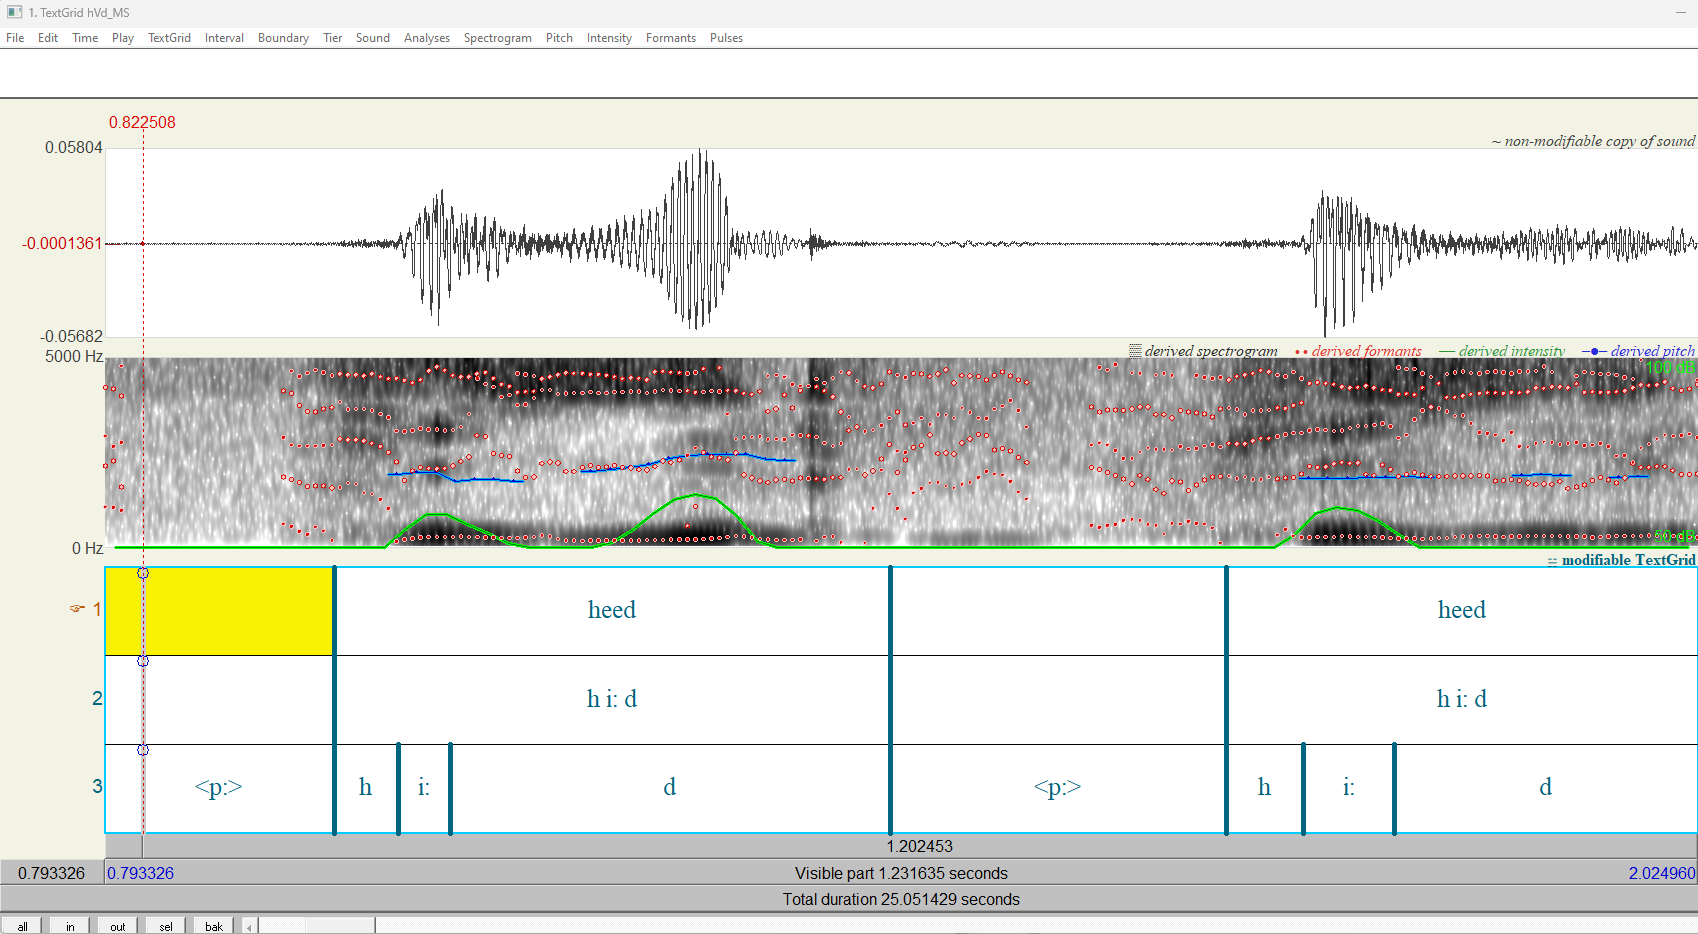 1. TextGrid hVd_MS
File Edit Time Play TextGrid Interval Boundary Tier Sound Analyses Spectrogram Pitch Intensity Formants Pulses
0.822508
0.05804
~ non-modifiable copy of sound
-0.0001361
-0.05682
5000 Hz
derived spectrogram derived formants derived intensity derived pitch
100 dB
50 dB
0 Hz
modifiable TextGrid
1 heed heed
2 h i: d h i: d
3 <p:> h i: d <p:> h i: d
1.202453
0.793326 0.793326 Visible part 1.231635 seconds 2.024960
Total duration 25.051429 seconds
all in out sel bak